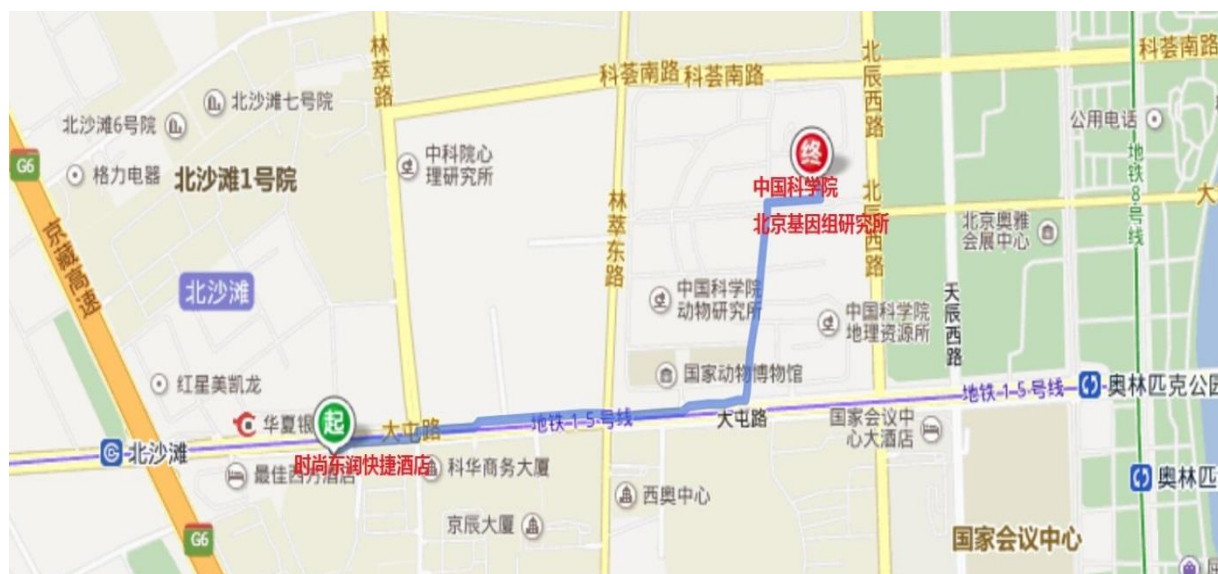 林萃路
科荟南路
科荟南路
北辰西路
科荟南路
北沙滩七号院
北沙滩6号院
公用电话
G6
格力电器
北沙滩1号院
中科院心
理研究所
终
中国科学院
北京基因组研究所
地铁8号线
林萃东路
北辰西路
大
北京奥雅
会展中心
京藏高速
北沙滩
中国科学院
动物研究所
中国科学院
地理资源所
天辰西路
红星美凯龙
国家动物博物馆
华夏银
起
大屯路
地铁15号线
大屯路
地铁15号线
奥林匹克公园
国家会议中
心大酒店
北沙滩
时尚东润快捷酒店
最佳西方酒店
科华商务大厦
西奥中心
奥林匹
京辰大厦
G6
国家会议中心